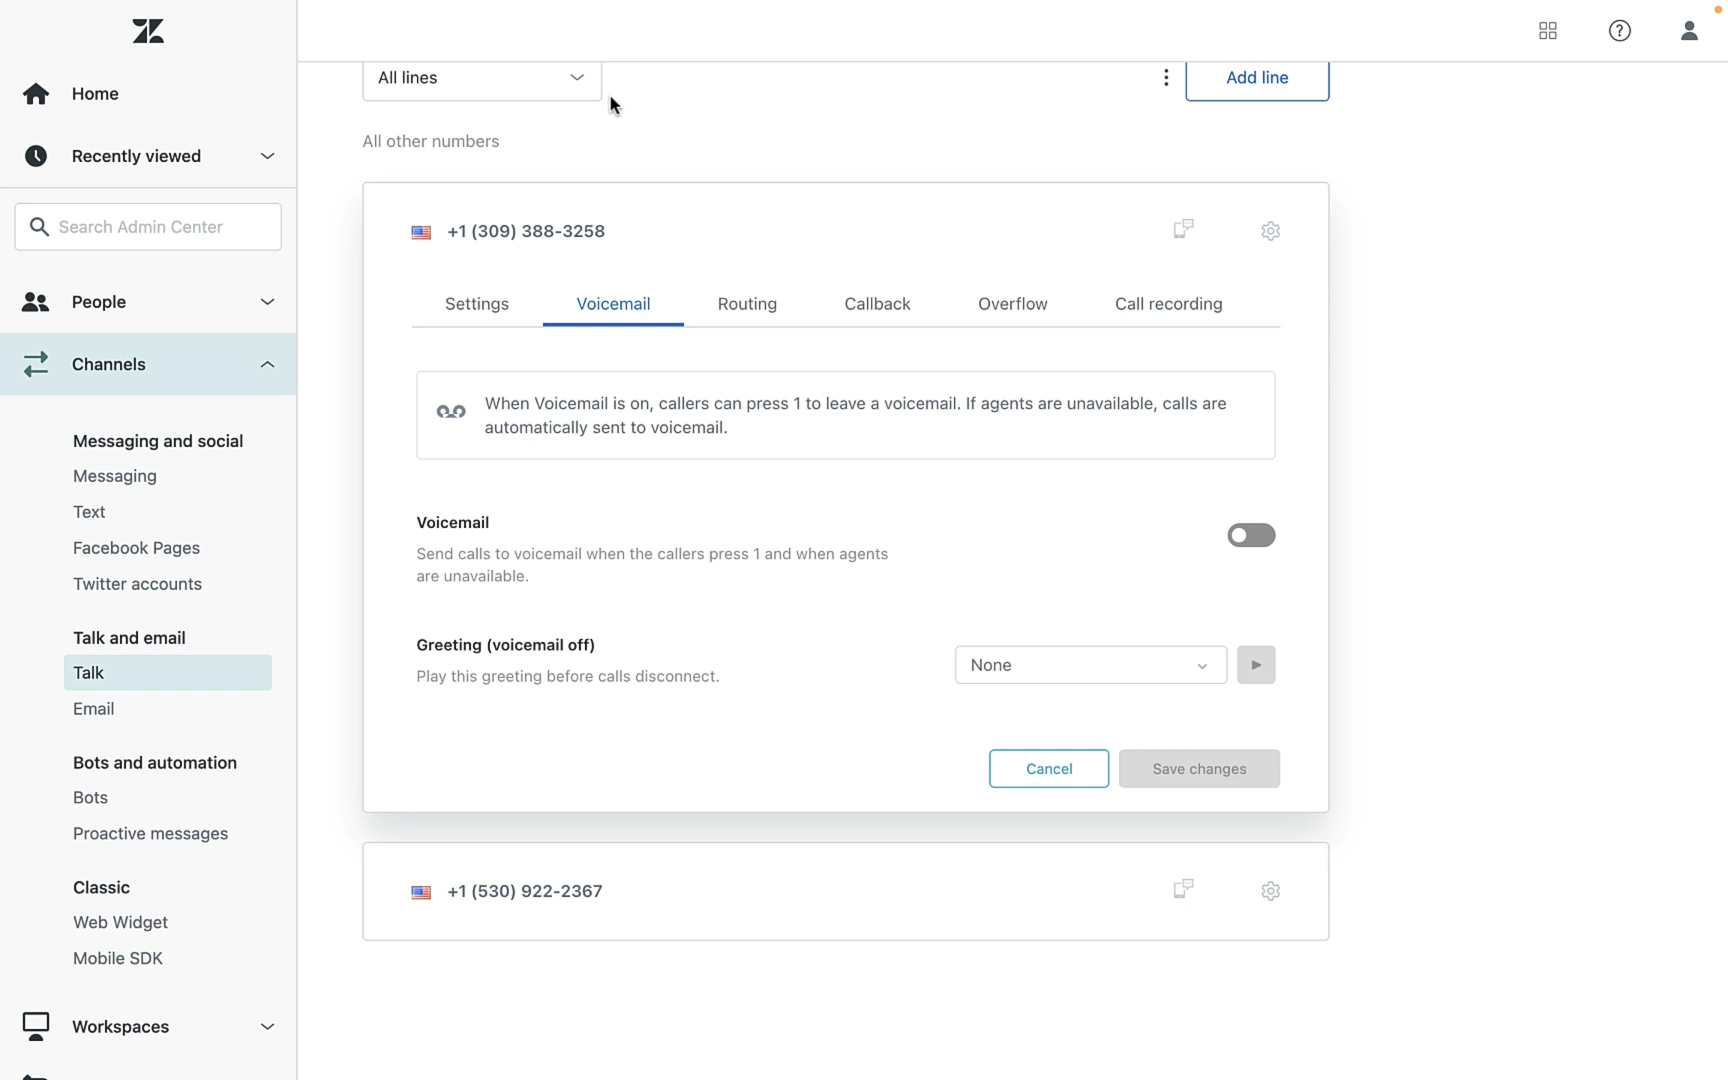 Home
Recently viewed
Search Admin Center
People
Channels
Messaging and social
Messaging
Text
Facebook Pages
Twitter accounts
Talk and email
Talk
Email
Bots and automation
Bots
Proactive messages
Classic
Web Widget
Mobile SDK
Workspaces
All lines
Add line
All other numbers
+1 (309) 388-3258
Settings Voicemail Routing Callback Overflow Call recording
When Voicemail is on, callers can press 1 to leave a voicemail. If agents are unavailable, calls are
automatically sent to voicemail.
Voicemail
Send calls to voicemail when the callers press 1 and when agents
are unavailable.
Greeting (voicemail off)
Play this greeting before calls disconnect.
None
Cancel Save changes
+1 (530) 922-2367